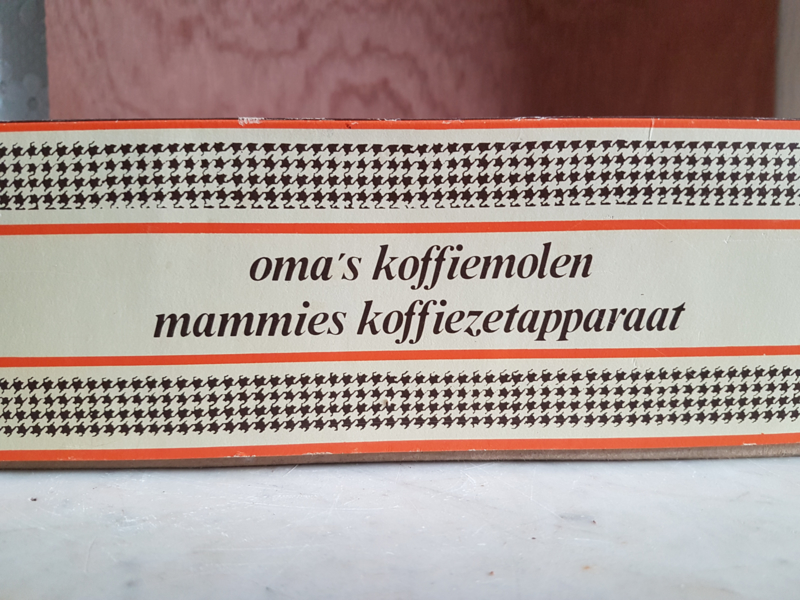 oma's koffiemolen
mammies koffiezetapparaat